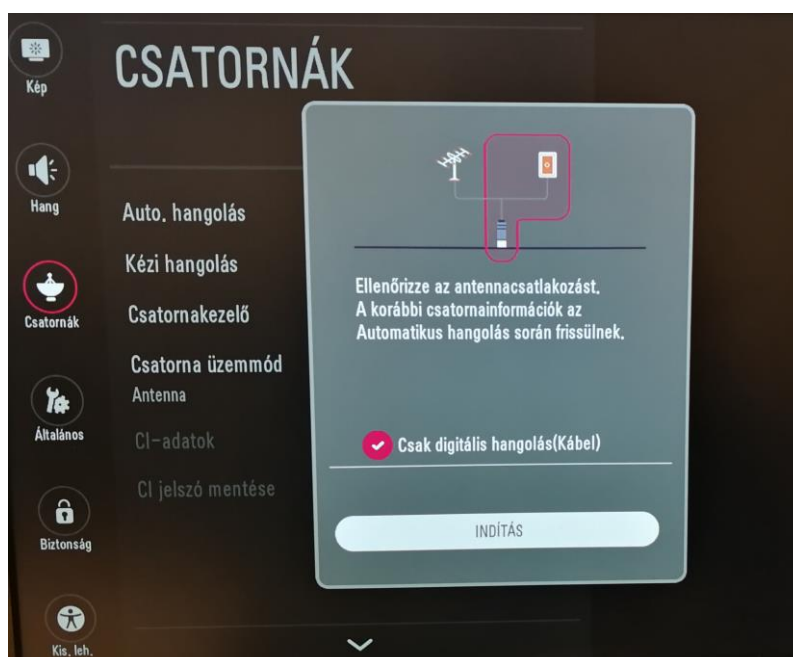 CSATORNÁK
Kép
Hang
Csatornák
Általános
Biztonság
Kis. leh.
Auto. hangolás
Kézi hangolás
Csatornakezelő
Csatorna üzemmód
Antenna
CI-adatok
CI jelszó mentése
Ellenőrizze az antennacsatlakozást.
A korábbi csatornainformációk az
Automatikus hangolás során frissülnek.
Csak digitális hangolás(Kábel)
INDÍTÁS